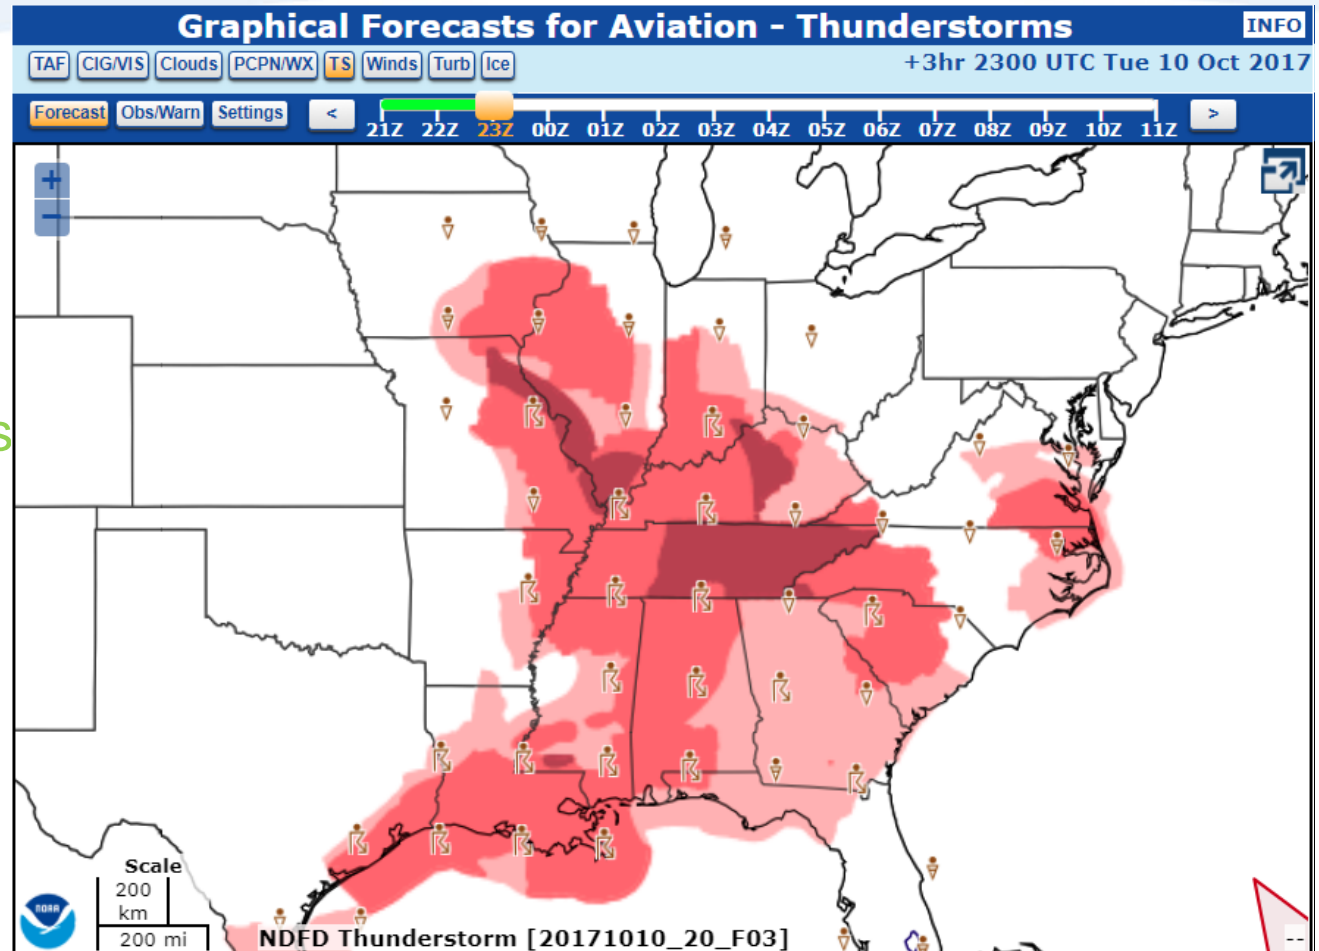 Graphical Forecasts for Aviation - Thunderstorms INFO
TAF CIG/VIS Clouds PCPN/WX TS Winds Turb Ice +3hr 2300 UTC Tue 10 Oct 2017
Forecast Obs/Warn Settings < 21Z 22Z 23Z 00Z 01Z 02Z 03Z 04Z 05Z 06Z 07Z 08Z 09Z 10Z 11Z >
+
−
s
Scale
200
km
200 mi
NOAA
NDFD Thunderstorm [20171010_20_F03]
--